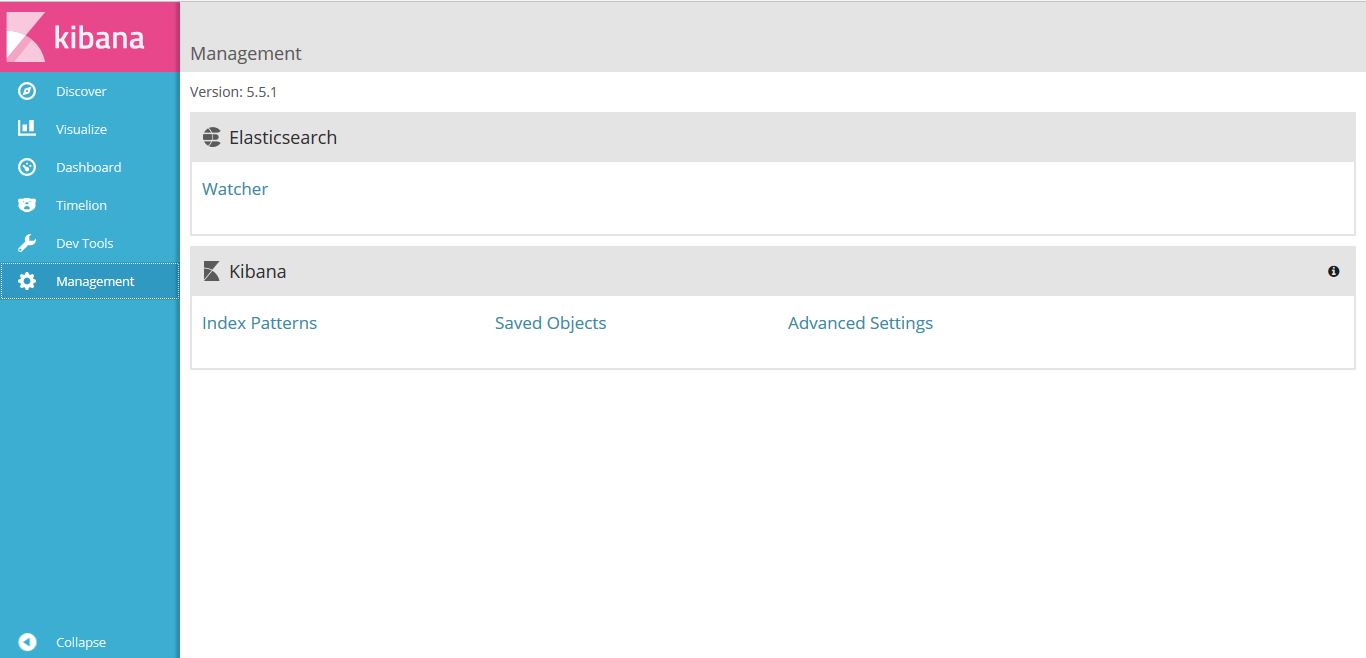 kibana
Discover
Visualize
Dashboard
Timelion
Dev Tools
Management
Collapse
Management
Version: 5.5.1
Elasticsearch
Watcher
Kibana
Index Patterns Saved Objects Advanced Settings